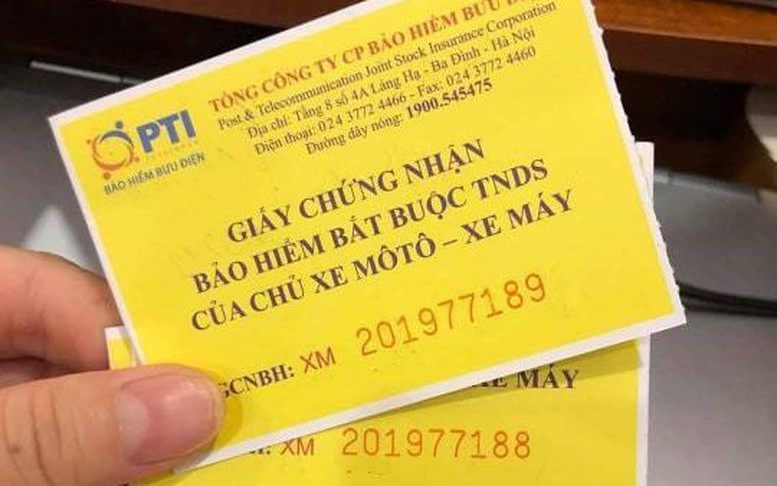 TỔNG CÔNG TY CP BẢO HIỂM BƯU
Post & Telecommunication Joint Stock Insurance Corporation
Địa chỉ: Tầng 8 số 4A Láng Hạ - Ba Đình - Hà Nội
Điện thoại: 024 3772 4466 - Fax: 024 3772 4460
Đường dây nóng: 1900.545475
PTI
BẢO HIỂM BƯU ĐIỆN
GIẤY CHỨNG NHẬN
BẢO HIỂM BẮT BUỘC TNDS
CỦA CHỦ XE MÔTÔ – XE MÁY
GCNBH: XM 201977189
XE MÁY
XM 201977188